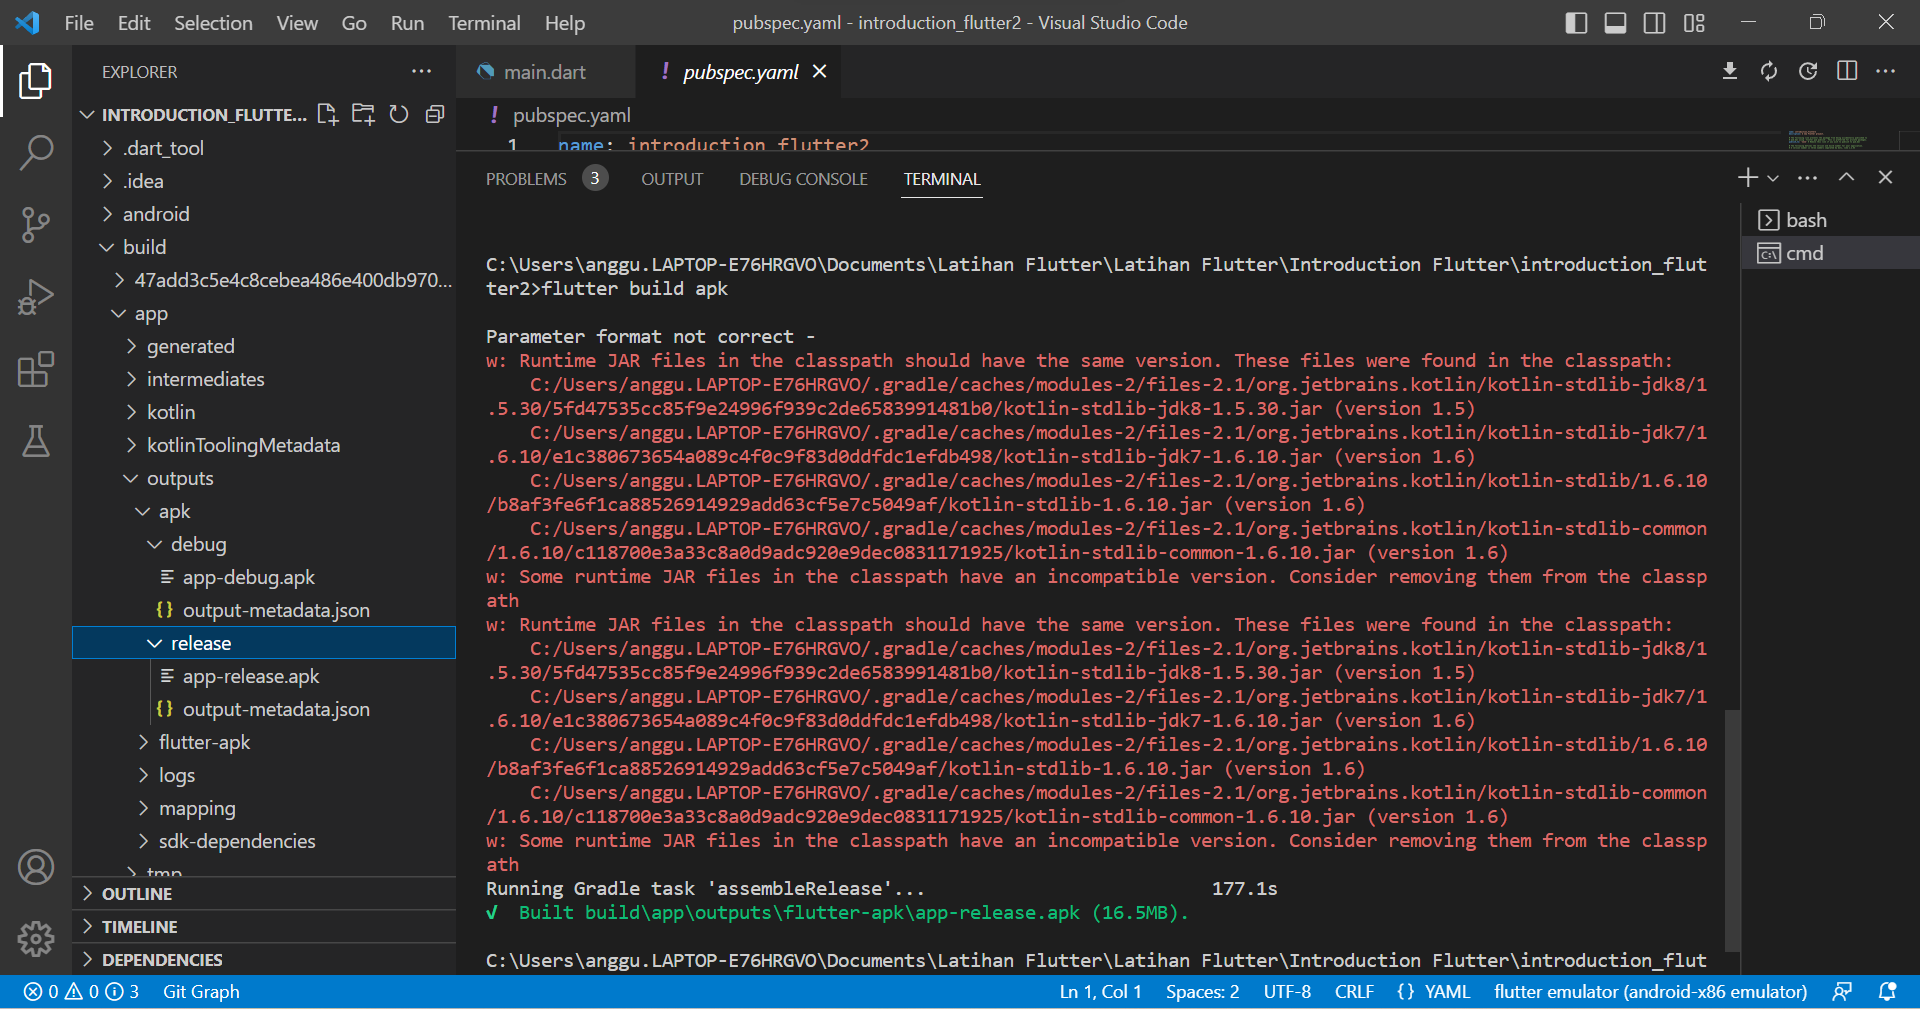 File Edit Selection View Go Run Terminal Help
pubspec.yaml - introduction_flutter2 - Visual Studio Code
EXPLORER
INTRODUCTION_FLUTTE...
.dart_tool
.idea
android
build
47add3c5e4c8cebea486e400db970...
app
generated
intermediates
kotlin
kotlinToolingMetadata
outputs
apk
debug
app-debug.apk
{} output-metadata.json
release
app-release.apk
{} output-metadata.json
flutter-apk
logs
mapping
sdk-dependencies
tmp
OUTLINE
TIMELINE
DEPENDENCIES
main.dart
! pubspec.yaml
! pubspec.yaml
1 name: introduction_flutter2
PROBLEMS 3 OUTPUT DEBUG CONSOLE TERMINAL
bash
cmd
C:\Users\anggu.LAPTOP-E76HRGVO\Documents\Latihan Flutter\Latihan Flutter\Introduction Flutter\introduction_flut
ter2>flutter build apk
Parameter format not correct -
w: Runtime JAR files in the classpath should have the same version. These files were found in the classpath:
C:/Users/anggu.LAPTOP-E76HRGVO/.gradle/caches/modules-2/files-2.1/org.jetbrains.kotlin/kotlin-stdlib-jdk8/1
.5.30/5fd47535cc85f9e24996f939c2de6583991481b0/kotlin-stdlib-jdk8-1.5.30.jar (version 1.5)
C:/Users/anggu.LAPTOP-E76HRGVO/.gradle/caches/modules-2/files-2.1/org.jetbrains.kotlin/kotlin-stdlib-jdk7/1
.6.10/e1c380673654a089c4f0c9f83d0ddfdc1efdb498/kotlin-stdlib-jdk7-1.6.10.jar (version 1.6)
C:/Users/anggu.LAPTOP-E76HRGVO/.gradle/caches/modules-2/files-2.1/org.jetbrains.kotlin/kotlin-stdlib/1.6.10
/b8af3fe6f1ca88526914929add63cf5e7c5049af/kotlin-stdlib-1.6.10.jar (version 1.6)
C:/Users/anggu.LAPTOP-E76HRGVO/.gradle/caches/modules-2/files-2.1/org.jetbrains.kotlin/kotlin-stdlib-common
/1.6.10/c118700e3a33c8a0d9adc920e9dec0831171925/kotlin-stdlib-common-1.6.10.jar (version 1.6)
w: Some runtime JAR files in the classpath have an incompatible version. Consider removing them from the classp
ath
w: Runtime JAR files in the classpath should have the same version. These files were found in the classpath:
C:/Users/anggu.LAPTOP-E76HRGVO/.gradle/caches/modules-2/files-2.1/org.jetbrains.kotlin/kotlin-stdlib-jdk8/1
.5.30/5fd47535cc85f9e24996f939c2de6583991481b0/kotlin-stdlib-jdk8-1.5.30.jar (version 1.5)
C:/Users/anggu.LAPTOP-E76HRGVO/.gradle/caches/modules-2/files-2.1/org.jetbrains.kotlin/kotlin-stdlib-jdk7/1
.6.10/e1c380673654a089c4f0c9f83d0ddfdc1efdb498/kotlin-stdlib-jdk7-1.6.10.jar (version 1.6)
C:/Users/anggu.LAPTOP-E76HRGVO/.gradle/caches/modules-2/files-2.1/org.jetbrains.kotlin/kotlin-stdlib/1.6.10
/b8af3fe6f1ca88526914929add63cf5e7c5049af/kotlin-stdlib-1.6.10.jar (version 1.6)
C:/Users/anggu.LAPTOP-E76HRGVO/.gradle/caches/modules-2/files-2.1/org.jetbrains.kotlin/kotlin-stdlib-common
/1.6.10/c118700e3a33c8a0d9adc920e9dec0831171925/kotlin-stdlib-common-1.6.10.jar (version 1.6)
w: Some runtime JAR files in the classpath have an incompatible version. Consider removing them from the classp
ath
Running Gradle task 'assembleRelease'... 177.1s
√ Built build\app\outputs\flutter-apk\app-release.apk (16.5MB).
C:\Users\anggu.LAPTOP-E76HRGVO\Documents\Latihan Flutter\Latihan Flutter\Introduction Flutter\introduction_flut
0 0 3 Git Graph Ln 1, Col 1 Spaces: 2 UTF-8 CRLF {} YAML flutter emulator (android-x86 emulator)